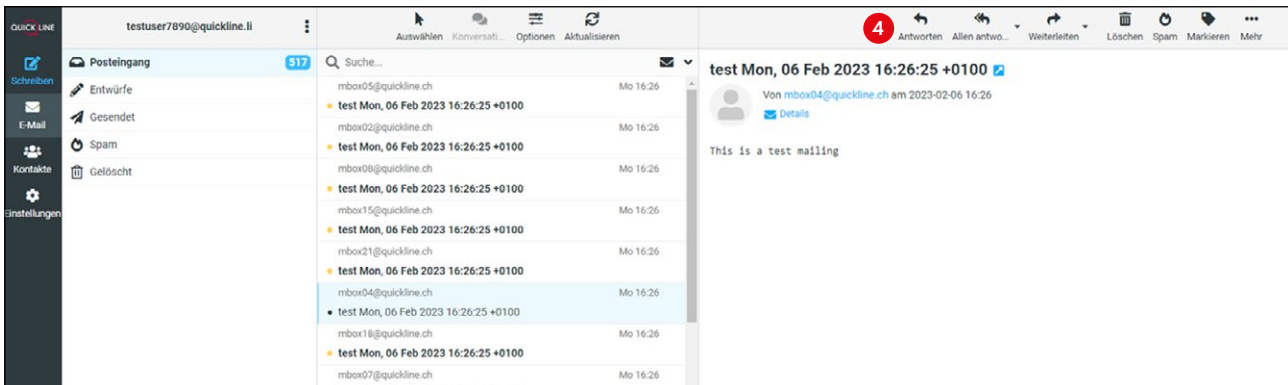 QUICK LINE
Schreiben
E-Mail
Kontakte
Einstellungen
testuser7890@quickline.li
Posteingang 517
Entwürfe
Gesendet
Spam
Gelöscht
Auswählen Konversati... Optionen Aktualisieren
Suche...
mbox05@quickline.ch Mo 16:26
test Mon, 06 Feb 2023 16:26:25 +0100
mbox02@quickline.ch Mo 16:26
test Mon, 06 Feb 2023 16:26:25 +0100
mbox08@quickline.ch Mo 16:26
test Mon, 06 Feb 2023 16:26:25 +0100
mbox15@quickline.ch Mo 16:26
test Mon, 06 Feb 2023 16:26:25 +0100
mbox21@quickline.ch Mo 16:26
test Mon, 06 Feb 2023 16:26:25 +0100
mbox04@quickline.ch Mo 16:26
test Mon, 06 Feb 2023 16:26:25 +0100
mbox18@quickline.ch Mo 16:26
test Mon, 06 Feb 2023 16:26:25 +0100
mbox07@quickline.ch Mo 16:26
4 Antworten Allen antwo... Weiterleiten Löschen Spam Markieren Mehr
test Mon, 06 Feb 2023 16:26:25 +0100
Von mbox04@quickline.ch am 2023-02-06 16:26
Details
This is a test mailing